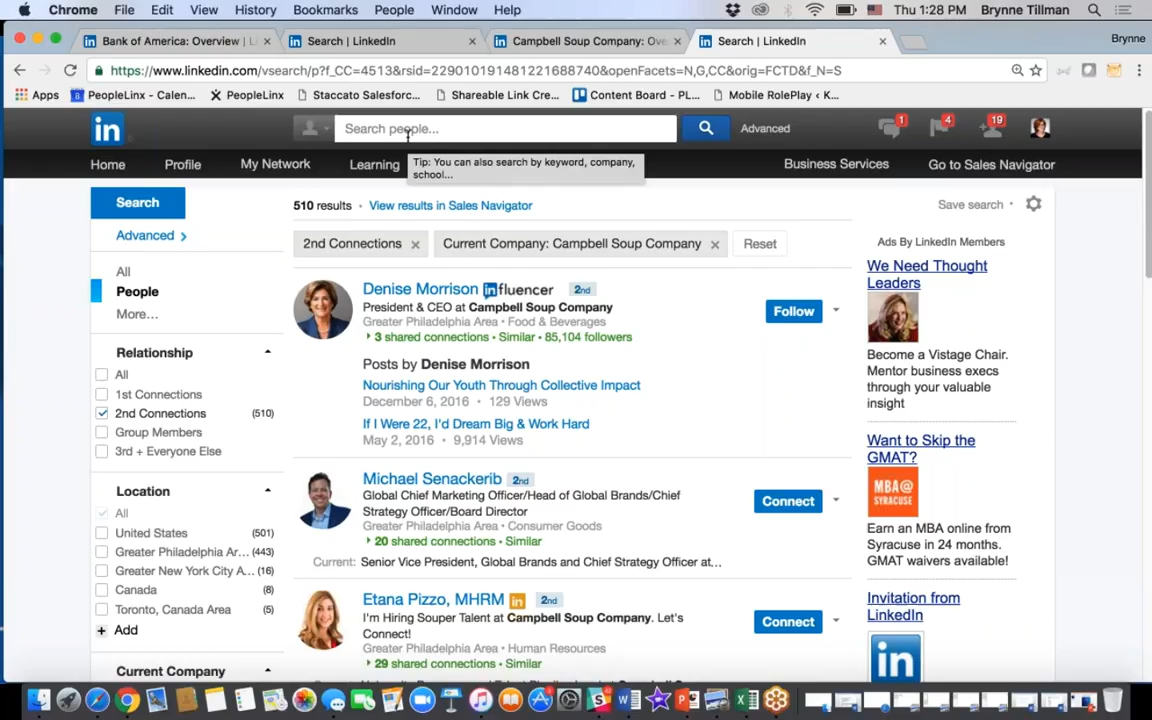 Chrome File Edit View History Bookmarks People Window Help Thu 1:28 PM Brynne Tillman
Bank of America: Overview | L
Search | LinkedIn
Campbell Soup Company: Ove
Search | LinkedIn
Brynne
https://www.linkedin.com/vsearch/p?f_CC=4513&rsid=229010191481221688740&openFacets=N,G,CC&orig=FCTD&f_N=S
Apps PeopleLinx - Calen... PeopleLinx Staccato Salesforc... Shareable Link Cre... Content Board - PL... Mobile RolePlay ‹ K...
in Search people... Advanced 1 4 19
Home Profile My Network Learning Business Services Go to Sales Navigator
Tip: You can also search by keyword, company,
school...
Search
Advanced
All
People
More...
Relationship
All
1st Connections
2nd Connections (510)
Group Members
3rd + Everyone Else
Location
All
United States (501)
Greater Philadelphia Ar... (443)
Greater New York City A... (16)
Canada (8)
Toronto, Canada Area (5)
+ Add
Current Company
510 results • View results in Sales Navigator
Save search
2nd Connections × Current Company: Campbell Soup Company × Reset
Denise Morrison influencer 2nd
President & CEO at Campbell Soup Company
Greater Philadelphia Area • Food & Beverages
3 shared connections • Similar • 85,104 followers
Follow
Posts by Denise Morrison
Nourishing Our Youth Through Collective Impact
December 6, 2016 • 129 Views
If I Were 22, I'd Dream Big & Work Hard
May 2, 2016 • 9,914 Views
Michael Senackerib 2nd
Global Chief Marketing Officer/Head of Global Brands/Chief
Strategy Officer/Board Director
Greater Philadelphia Area • Consumer Goods
20 shared connections • Similar
Connect
Current: Senior Vice President, Global Brands and Chief Strategy Officer at...
Etana Pizzo, MHRM in 2nd
I'm Hiring Souper Talent at Campbell Soup Company. Let's
Connect!
Greater Philadelphia Area • Human Resources
29 shared connections • Similar
Connect
Ads By LinkedIn Members
We Need Thought
Leaders
Become a Vistage Chair.
Mentor business execs
through your valuable
insight
Want to Skip the
GMAT?
MBA@
SYRACUSE
Earn an MBA online from
Syracuse in 24 months.
GMAT waivers available!
Invitation from
LinkedIn
in